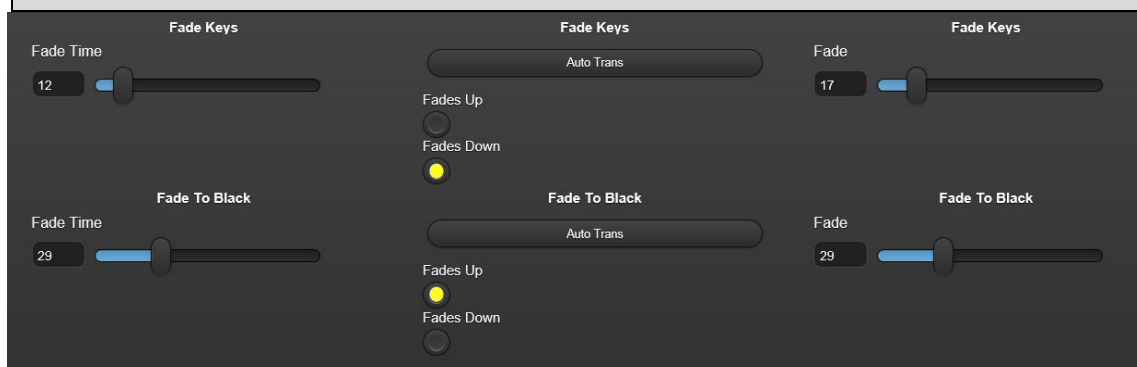 Fade Keys
Fade Keys
Fade Keys
Fade Time
Auto Trans
Fade
12
17
Fades Up
Fades Down
Fade To Black
Fade To Black
Fade To Black
Fade Time
Auto Trans
Fade
29
29
Fades Up
Fades Down